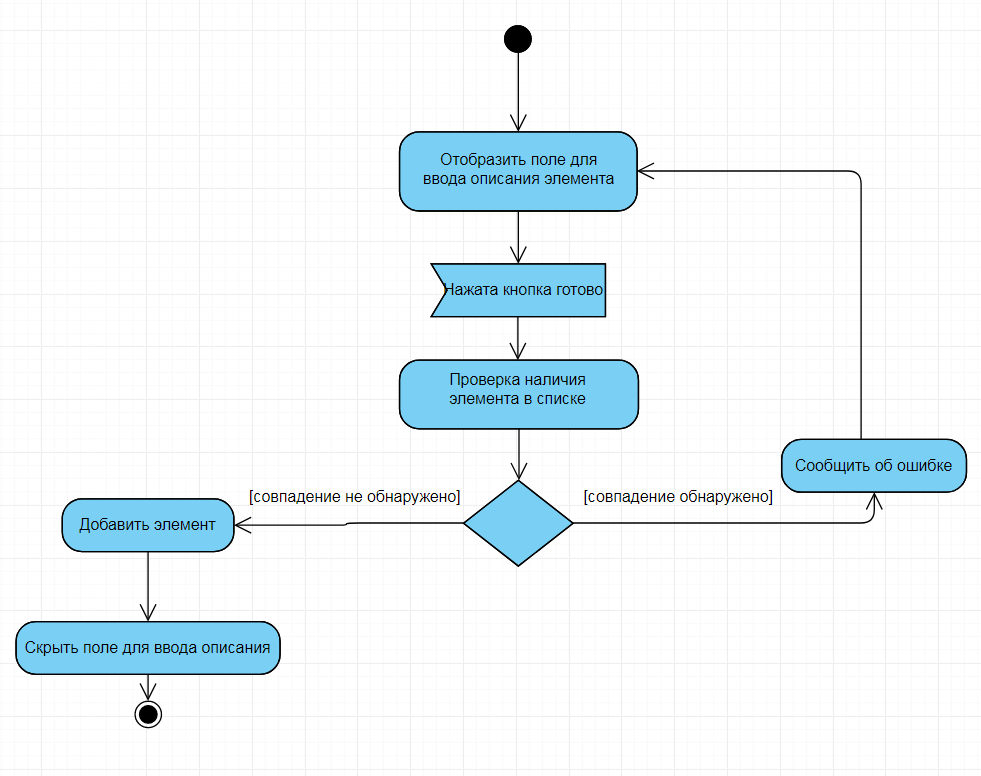 Отобразить поле для
ввода описания элемента
Нажата кнопка готово
Проверка наличия
элемента в списке
Сообщить об ошибке
[совпадение не обнаружено]
[совпадение обнаружено]
Добавить элемент
Скрыть поле для ввода описания